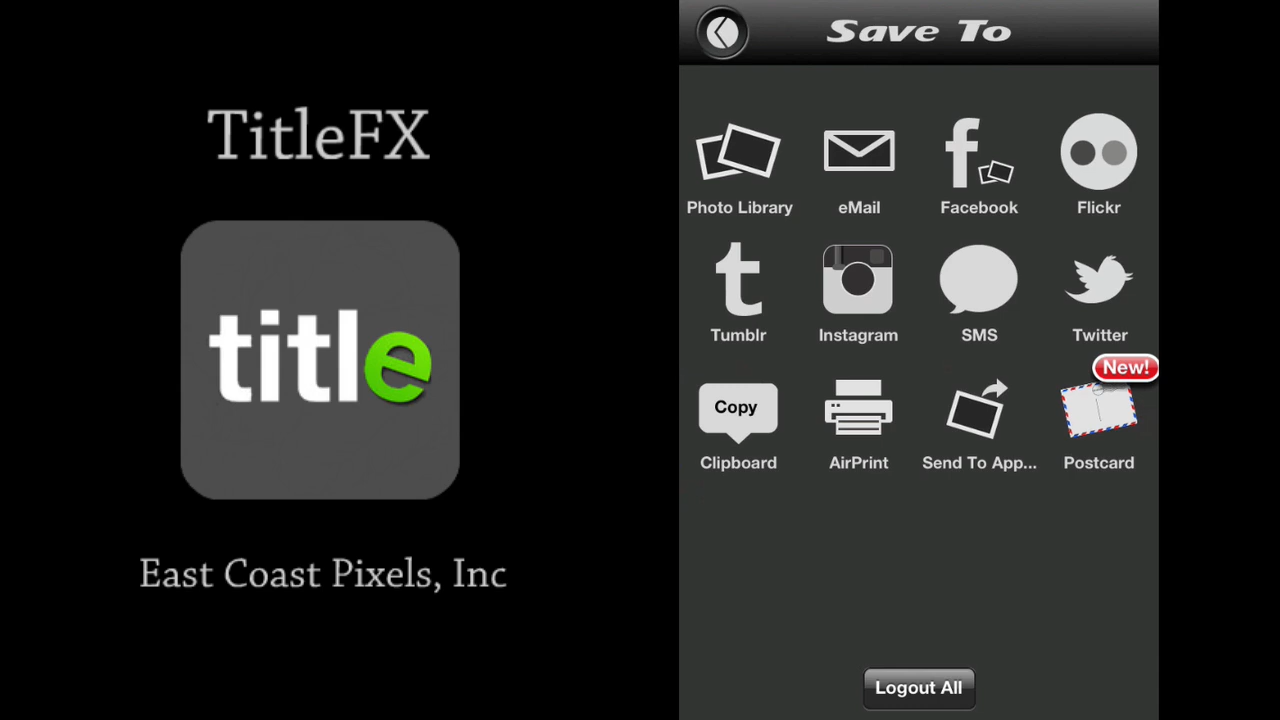 TitleFX
title
East Coast Pixels, Inc
Save To
Photo Library
eMail
Facebook
Flickr
Tumblr
Instagram
SMS
Twitter
New!
Copy
Clipboard
AirPrint
Send To App...
Postcard
Logout All